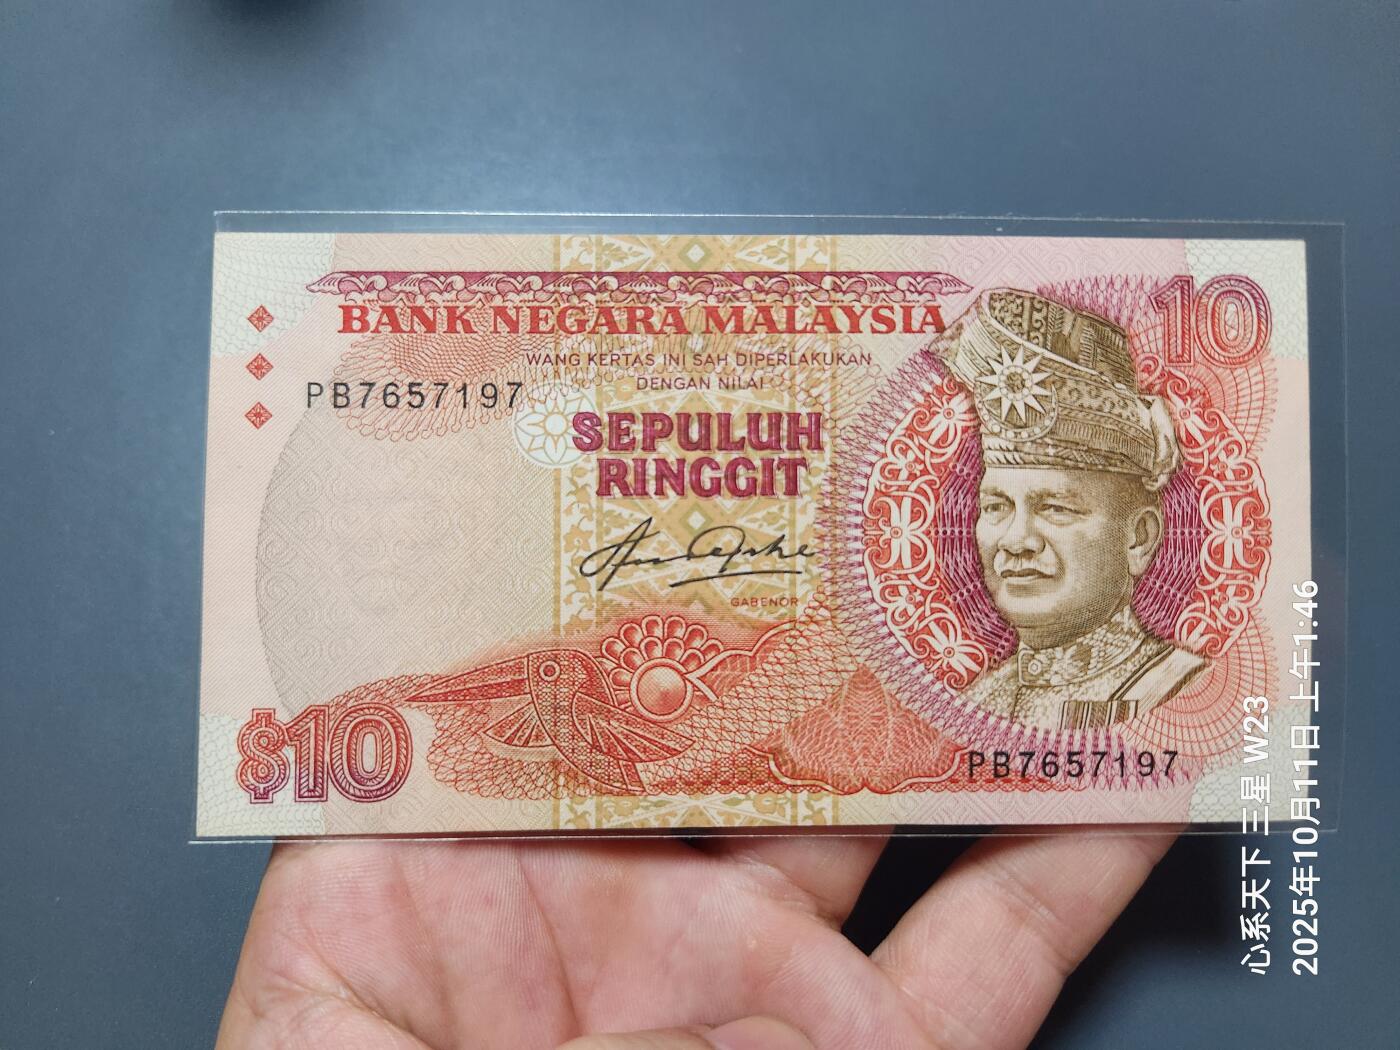 BANK NEGARA MALAYSIA
10
WANG KERTAS INI SAH DIPERLAKUKAN
DENGAN NILAI
PB7657197
SEPULUH
RINGGIT
GABENOR
$10
PB7657197
心系天下 三星 W23
2025年10月11日 上午1:46